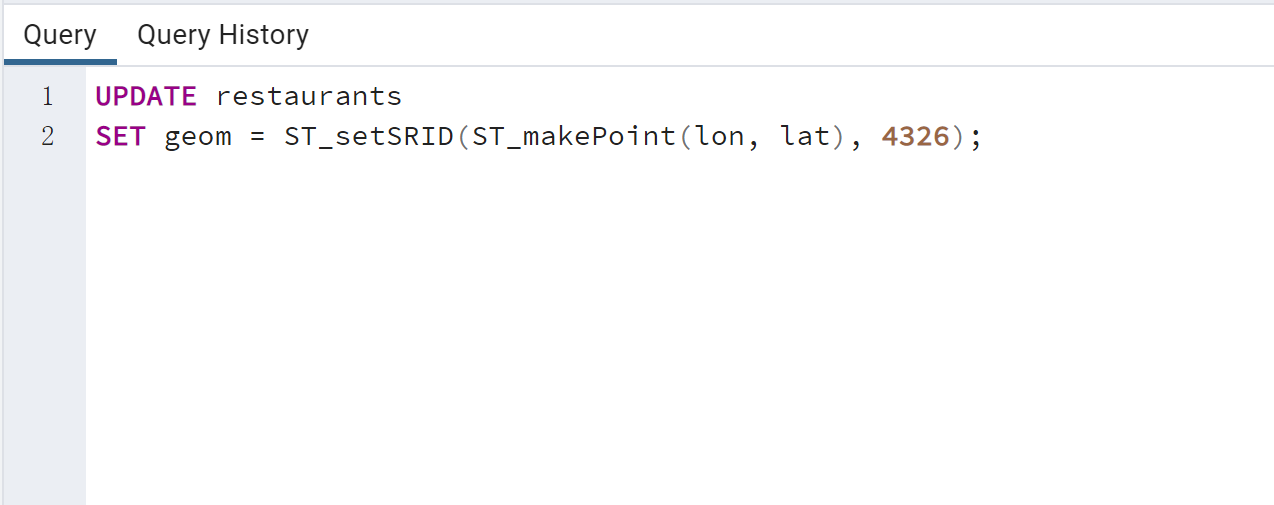 Query Query History
1 UPDATE restaurants
2 SET geom = ST_setSRID(ST_makePoint(lon, lat), 4326);